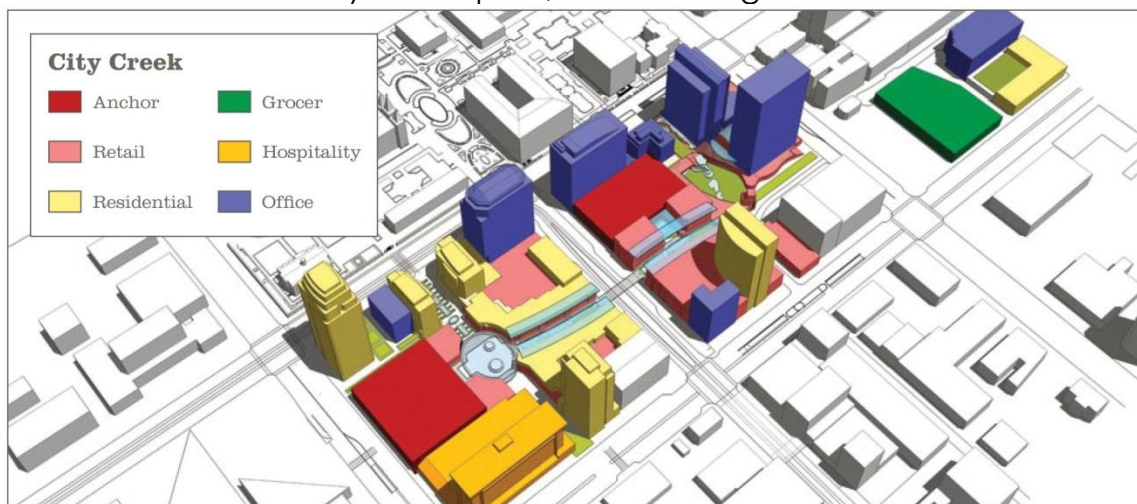 City Creek
Anchor
Grocer
Retail
Hospitality
Residential
Office